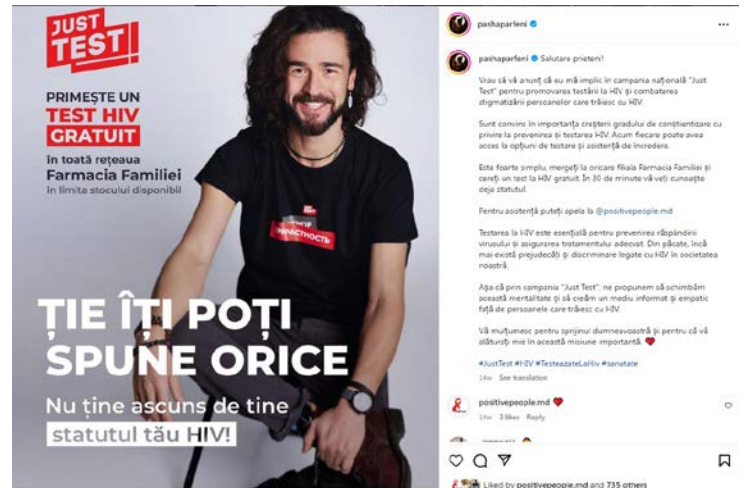 JUST
TEST!
PRIMEȘTE UN
TEST HIV
GRATUIT
în toată rețeaua
Farmacia Familiei
în limita stocului disponibil
JUST
TEST!
ȚIE ÎȚI POȚI
SPUNE ORICE
Nu ține ascuns de tine
statutul tău HIV!
pashaparfeni
pashaparfeni Salutare prieteni!
Vreau să vă anunț că eu mă implic în campania națională "Just
Test" pentru promovarea testării la HIV și combaterea
stigmatizării persoanelor care trăiesc cu HIV.
Sunt convins în importanța creșterii gradului de conștientizare cu
privire la prevenirea și testarea HIV. Acum fiecare poate avea
acces la opțiuni de testare și asistență de încredere.
Este foarte simplu, mergeți la oricare filiala Farmacia Familiei și
cereți un test la HIV gratuit. În 30 de minute vă veți cunoaște
deja statutul.
Pentru asistență puteți apela la @positivepeople.md
Testarea la HIV este esențială pentru prevenirea răspândirii
virusului și asigurarea tratamentului adecvat. Din păcate, încă
mai există prejudecăți și discriminare legate cu HIV în societatea
noastră.
Așa că prin campania "Just Test", ne propunem să schimbăm
această mentalitate și să creăm un mediu informat și empatic
față de persoanele care trăiesc cu HIV.
Vă mulțumesc pentru sprijinul dumneavoastră și pentru că vă
alăturați mie în această misiune importantă. ❤️
#JustTest #HIV #TesteazateLaHiv #sanatate
14w See translation
positivepeople.md ❤️
14w 3 likes Reply
Liked by positivepeople.md and 735 others